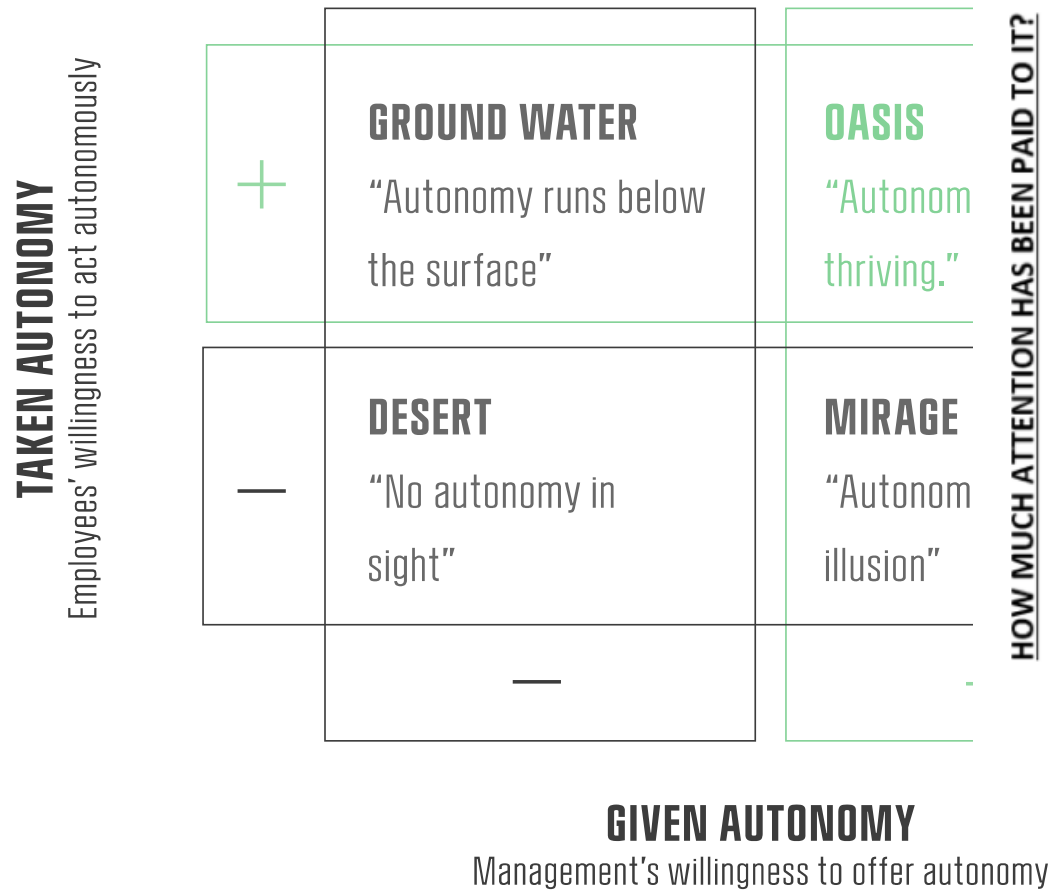 TAKEN AUTONOMY
Employees' willingness to act autonomously
GROUND WATER
“Autonomy runs below
the surface”
OASIS
“Autonom
thriving.”
DESERT
“No autonomy in
sight”
MIRAGE
“Autonom
illusion”
GIVEN AUTONOMY
Management's willingness to offer autonomy
HOW MUCH ATTENTION HAS BEEN PAID TO IT?